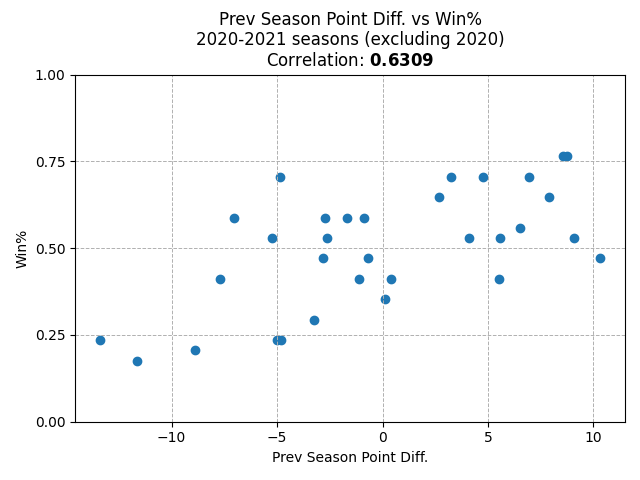 Prev Season Point Diff. vs Win%
2020-2021 seasons (excluding 2020)
Correlation: 0.6309
1.00
0.75
0.50
0.25
0.00
Win%
−10
−5
0
5
10
Prev Season Point Diff.